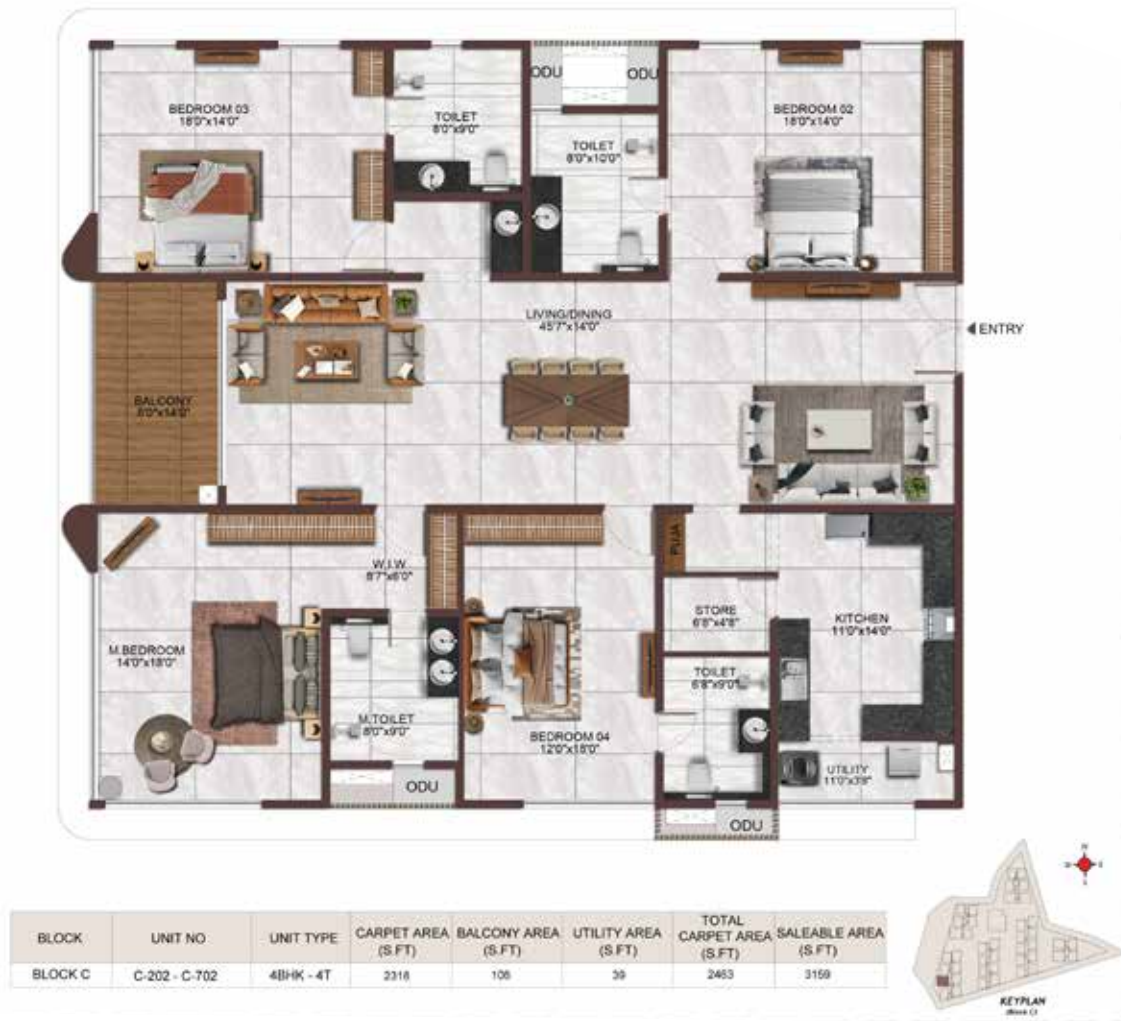 ODU
ODU
BEDROOM 03
18'0"x14'0"
TOILET
8'0"x9'0"
BEDROOM 02
18'0"x14'0"
TOILET
8'0"x10'0"
LIVING/DINING
45'7"x14'0"
ENTRY
BALCONY
8'0"x14'0"
PUJA
W.I.W
8'7"x6'0"
STORE
6'8"x4'8"
KITCHEN
11'0"x14'0"
M.BEDROOM
14'0"x18'0"
TOILET
6'8"x9'0"
M.TOILET
8'0"x9'0"
BEDROOM 04
12'0"x18'0"
UTILITY
11'0"x3'8"
ODU
ODU
BLOCK UNIT NO UNIT TYPE CARPET AREA (S.FT) BALCONY AREA (S.FT) UTILITY AREA (S.FT) TOTAL CARPET AREA (S.FT) SALEABLE AREA (S.FT)
BLOCK C C-202 - C-702 4BHK - 4T 2318 106 39 2463 3159
KEYPLAN